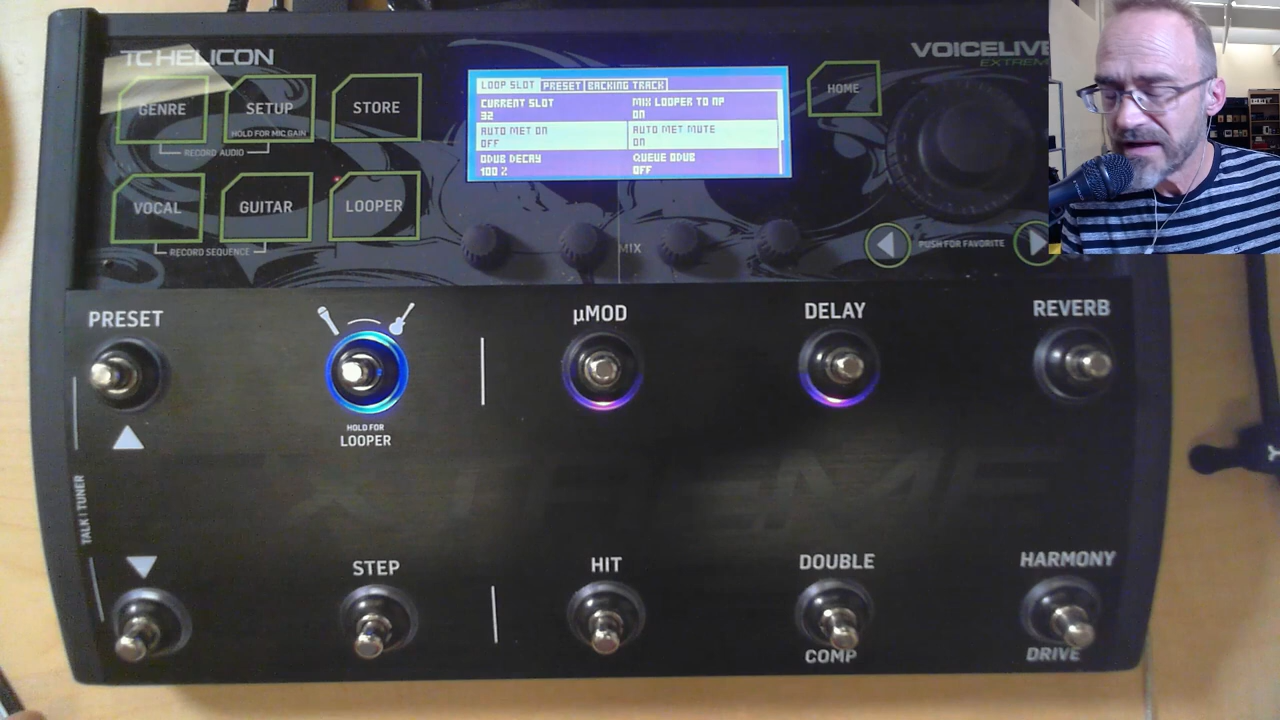 TC HELICON
VOICELIVE
EXTREME
GENRE
SETUP
HOLD FOR MIC GAIN
STORE
RECORD AUDIO
VOCAL
GUITAR
LOOPER
RECORD SEQUENCE
LOOP SLOT PRESET BACKING TRACK
CURRENT SLOT MIX LOOPER TO MP
32 ON
AUTO MET ON AUTO MET MUTE
OFF ON
ODUB DECAY QUEUE ODUB
100 % OFF
HOME
MIX
PUSH FOR FAVORITE
PRESET
µMOD
DELAY
REVERB
HOLD FOR
LOOPER
TALK | TUNER
EXTREME
STEP
HIT
DOUBLE
HARMONY
COMP
DRIVE